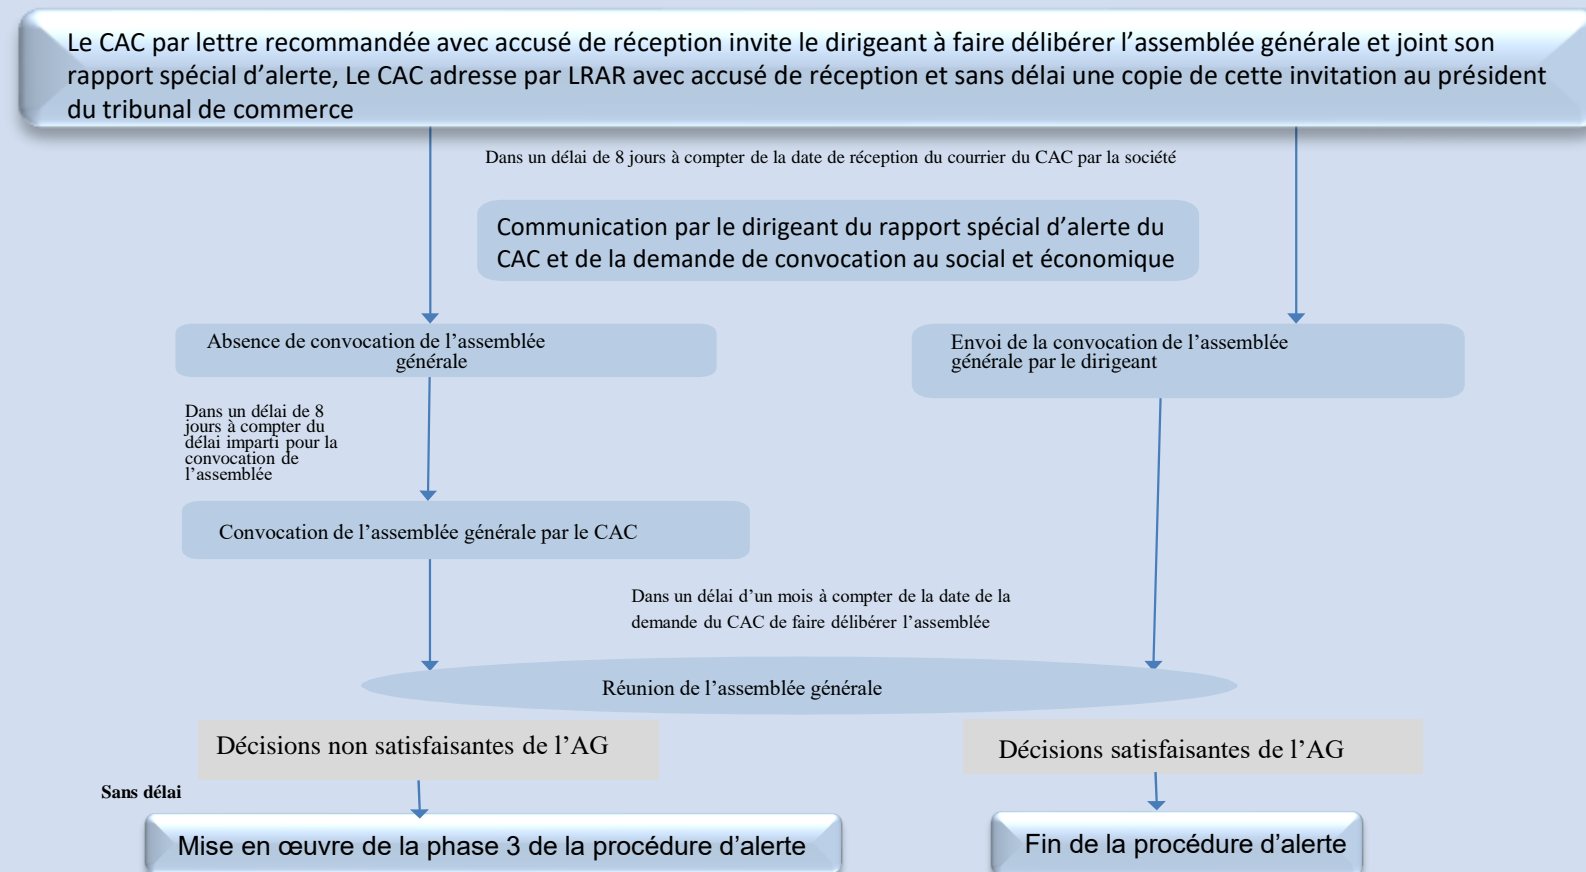 Le CAC par lettre recommandée avec accusé de réception invite le dirigeant à faire délibérer l’assemblée générale et joint son
rapport spécial d’alerte, Le CAC adresse par LRAR avec accusé de réception et sans délai une copie de cette invitation au président
du tribunal de commerce
Dans un délai de 8 jours à compter de la date de réception du courrier du CAC par la société
Communication par le dirigeant du rapport spécial d’alerte du
CAC et de la demande de convocation au social et économique
Absence de convocation de l’assemblée
générale
Envoi de la convocation de l’assemblée
générale par le dirigeant
Dans un délai de 8
jours à compter du
délai imparti pour la
convocation de
l’assemblée
Convocation de l’assemblée générale par le CAC
Dans un délai d’un mois à compter de la date de la
demande du CAC de faire délibérer l’assemblée
Réunion de l’assemblée générale
Décisions non satisfaisantes de l’AG
Décisions satisfaisantes de l’AG
Sans délai
Mise en œuvre de la phase 3 de la procédure d’alerte
Fin de la procédure d’alerte